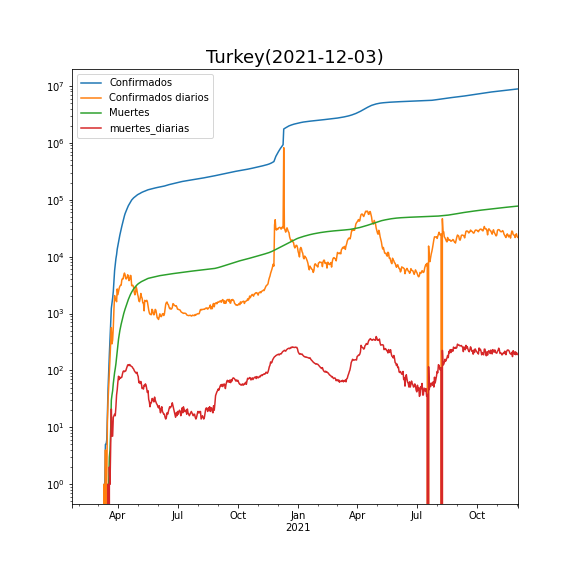 Turkey(2021-12-03)
Confirmados
Confirmados diarios
Muertes
muertes_diarias
10⁷
10⁶
10⁵
10⁴
10³
10²
10¹
10⁰
Apr Jul Oct Jan Apr Jul Oct
2021